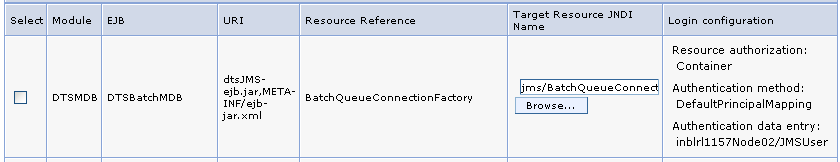 Select Module EJB URI Resource Reference Target Resource JNDI Name Login configuration
DTSMDB
DTSBatchMDB
dtsJMS-
ejb.jar,META-
INF/ejb-
jar.xml
BatchQueueConnectionFactory
jms/BatchQueueConnect
Browse...
Resource authorization:
Container
Authentication method:
DefaultPrincipalMapping
Authentication data entry:
inblrl1157Node02/JMSUser